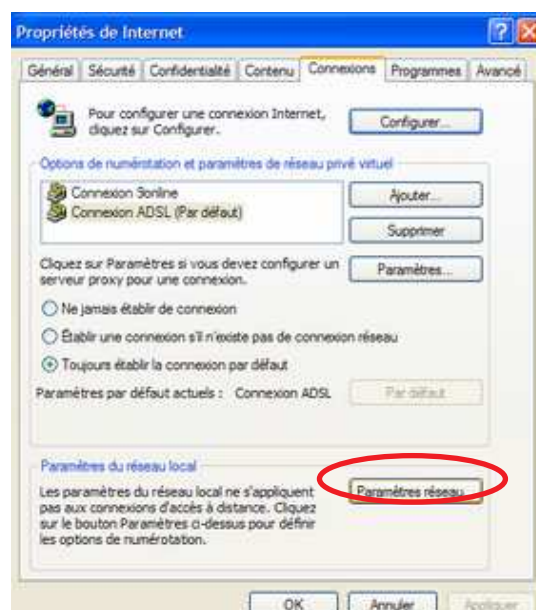 Propriétés de Internet
Général Sécurité Confidentialité Contenu Connexions Programmes Avancé
Pour configurer une connexion Internet,
cliquez sur Configurer.
Configurer...
Options de numérotation et paramètres de réseau privé virtuel
Connexion 9online
Connexion ADSL (Par défaut)
Ajouter...
Supprimer
Cliquez sur Paramètres si vous devez configurer un
serveur proxy pour une connexion.
Paramètres...
Ne jamais établir de connexion
Établir une connexion s'il n'existe pas de connexion réseau
Toujours établir la connexion par défaut
Paramètres par défaut actuels : Connexion ADSL
Par défaut
Paramètres du réseau local
Les paramètres du réseau local ne s'appliquent
pas aux connexions d'accès à distance. Cliquez
sur le bouton Paramètres ci-dessus pour définir
les options de numérotation.
Paramètres réseau...
OK Annuler Appliquer